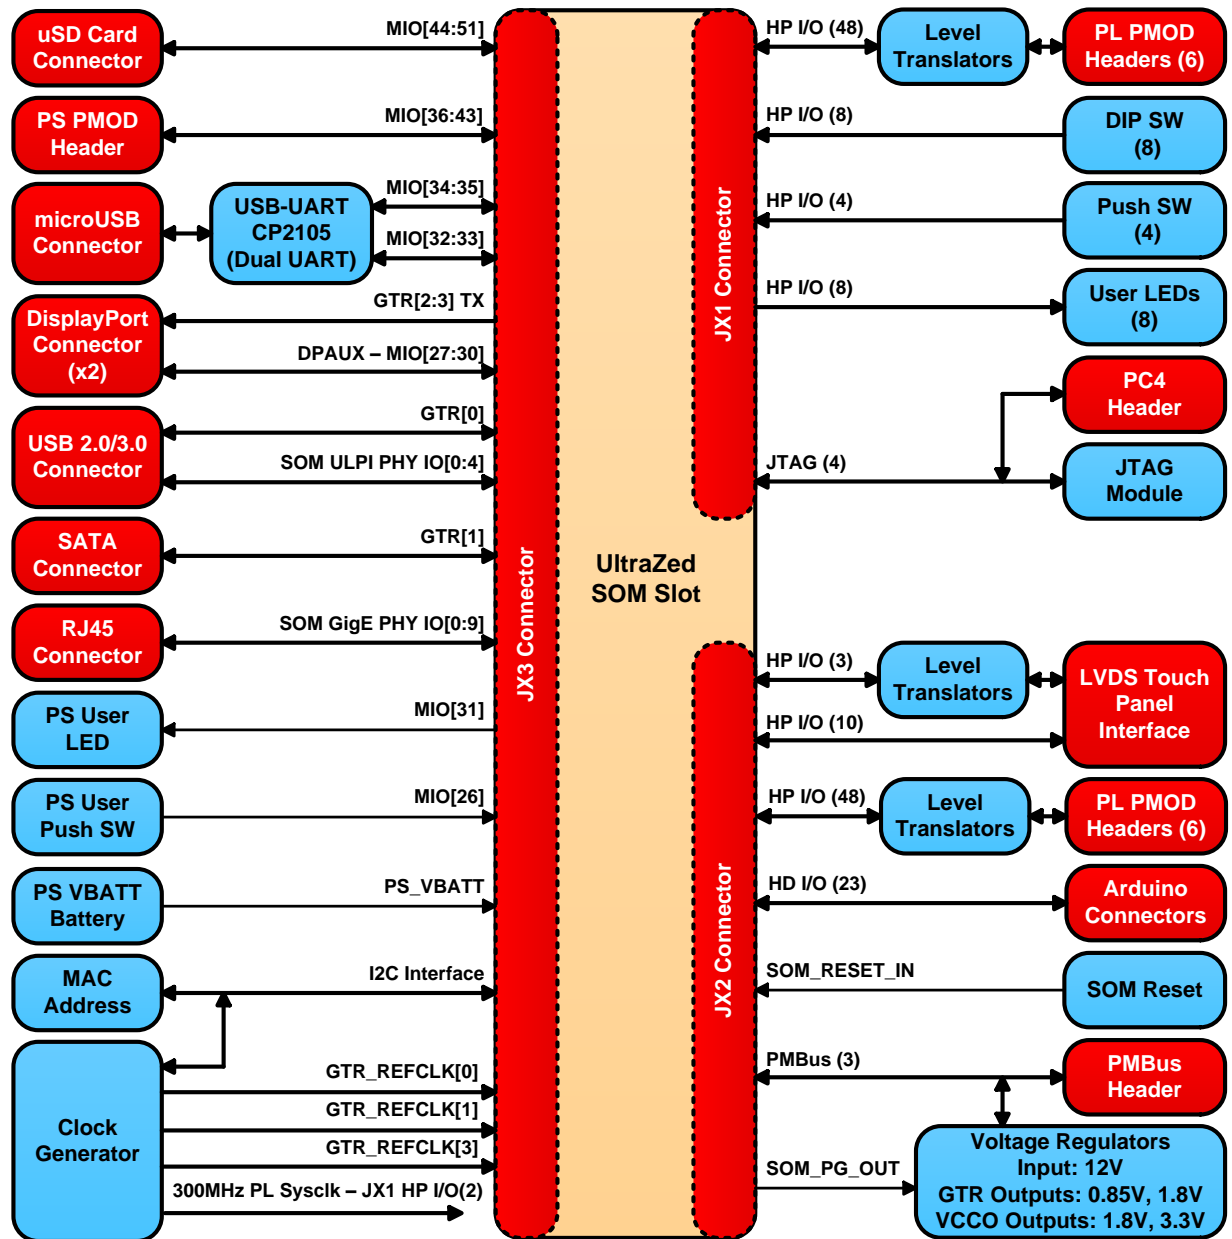 uSD Card
Connector
MIO[44:51]
PS PMOD
Header
MIO[36:43]
microUSB
Connector
USB-UART
CP2105
(Dual UART)
MIO[34:35]
MIO[32:33]
DisplayPort
Connector
(x2)
GTR[2:3] TX
DPAUX – MIO[27:30]
USB 2.0/3.0
Connector
GTR[0]
SOM ULPI PHY IO[0:4]
SATA
Connector
GTR[1]
RJ45
Connector
SOM GigE PHY IO[0:9]
PS User
LED
MIO[31]
PS User
Push SW
MIO[26]
PS VBATT
Battery
PS_VBATT
MAC
Address
I2C Interface
Clock
Generator
GTR_REFCLK[0]
GTR_REFCLK[1]
GTR_REFCLK[3]
300MHz PL Sysclk – JX1 HP I/O(2)
JX3 Connector
UltraZed
SOM Slot
JX1 Connector
JX2 Connector
HP I/O (48)
Level
Translators
PL PMOD
Headers (6)
HP I/O (8)
DIP SW
(8)
HP I/O (4)
Push SW
(4)
HP I/O (8)
User LEDs
(8)
PC4
Header
JTAG (4)
JTAG
Module
HP I/O (3)
Level
Translators
LVDS Touch
Panel
Interface
HP I/O (10)
HP I/O (48)
Level
Translators
PL PMOD
Headers (6)
HD I/O (23)
Arduino
Connectors
SOM_RESET_IN
SOM Reset
PMBus (3)
PMBus
Header
SOM_PG_OUT
Voltage Regulators
Input: 12V
GTR Outputs: 0.85V, 1.8V
VCCO Outputs: 1.8V, 3.3V